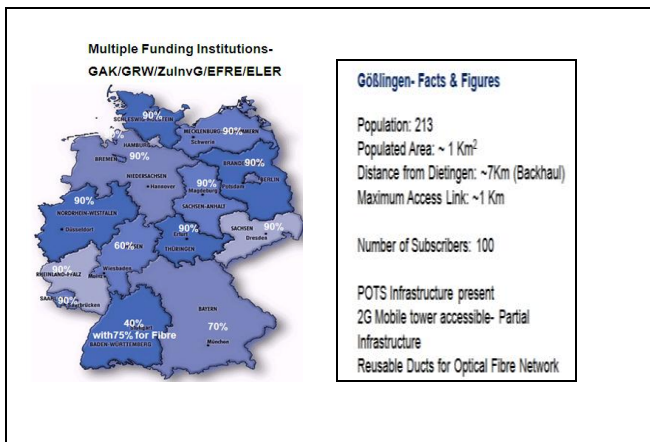 Multiple Funding Institutions-
GAK/GRW/ZuInvG/EFRE/ELER
90%
MECKLENBURG
90%
Schwerin
HAMBURG
BREMEN
90%
NIEDERSACHSEN
Hannover
90%
BERLIN
Potsdam
90%
Magdeburg
SACHSEN-ANHALT
90%
NORDRHEIN-WESTFALEN
Düsseldorf
90%
Erfurt
THÜRINGEN
SACHSEN
90%
Dresden
60%
Wiesbaden
90%
RHEINLAND-PFALZ
Mainz
90%
Saarbrücken
BAYERN
40%
with75% for Fibre
BADEN-WÜRTTEMBERG
70%
München
Gößlingen- Facts & Figures
Population: 213
Populated Area: ~ 1 Km²
Distance from Dietingen: ~7Km (Backhaul)
Maximum Access Link: ~1 Km
Number of Subscribers: 100
POTS Infrastructure present
2G Mobile tower accessible- Partial
Infrastructure
Reusable Ducts for Optical Fibre Network